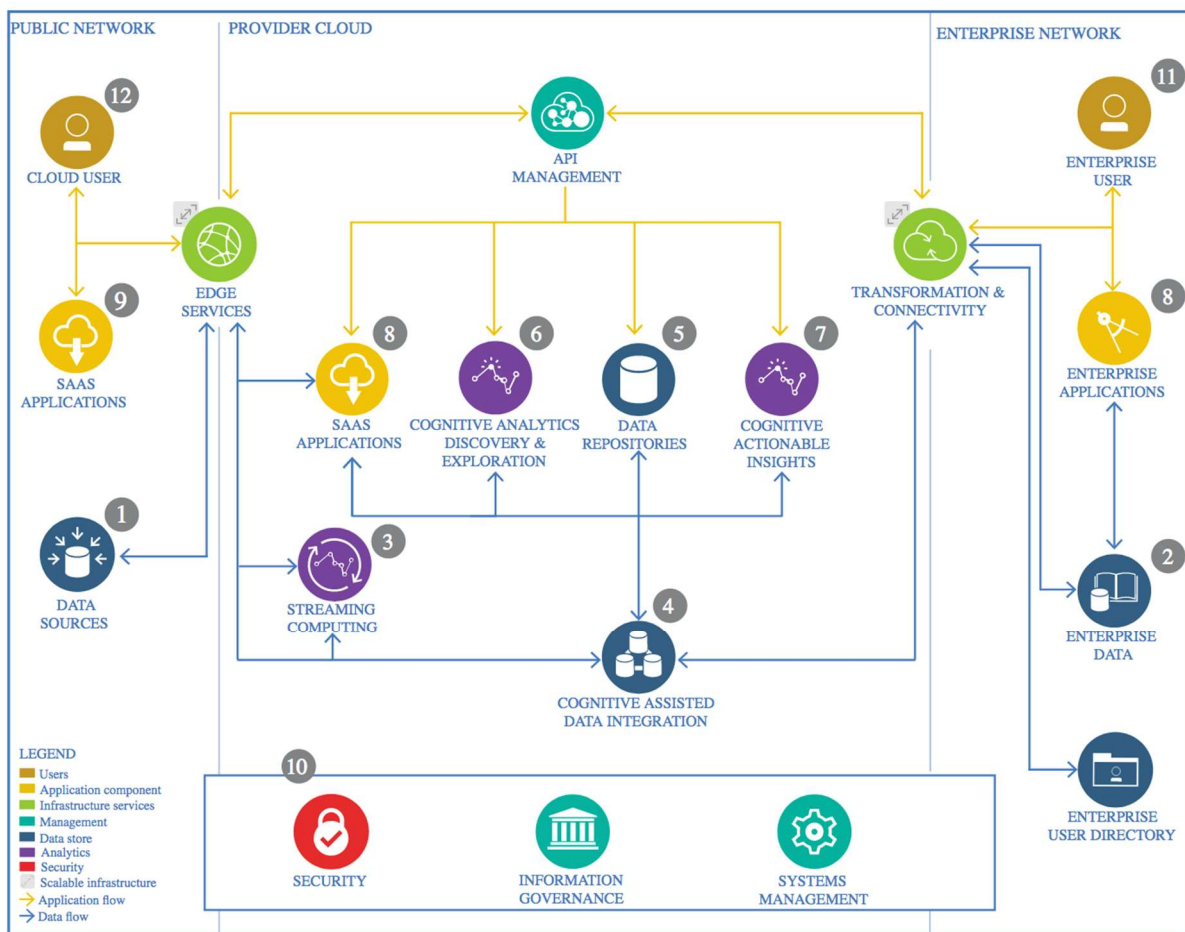 PUBLIC NETWORK
PROVIDER CLOUD
ENTERPRISE NETWORK
12
CLOUD USER
API
MANAGEMENT
11
ENTERPRISE
USER
EDGE
SERVICES
TRANSFORMATION &
CONNECTIVITY
9
SAAS
APPLICATIONS
8
SAAS
APPLICATIONS
6
COGNITIVE ANALYTICS
DISCOVERY &
EXPLORATION
5
DATA
REPOSITORIES
7
COGNITIVE
ACTIONABLE
INSIGHTS
8
ENTERPRISE
APPLICATIONS
1
DATA
SOURCES
3
STREAMING
COMPUTING
4
COGNITIVE ASSISTED
DATA INTEGRATION
2
ENTERPRISE
DATA
ENTERPRISE
USER DIRECTORY
LEGEND
Users
Application component
Infrastructure services
Management
Data store
Analytics
Security
Scalable infrastructure
Application flow
Data flow
10
SECURITY
INFORMATION
GOVERNANCE
SYSTEMS
MANAGEMENT